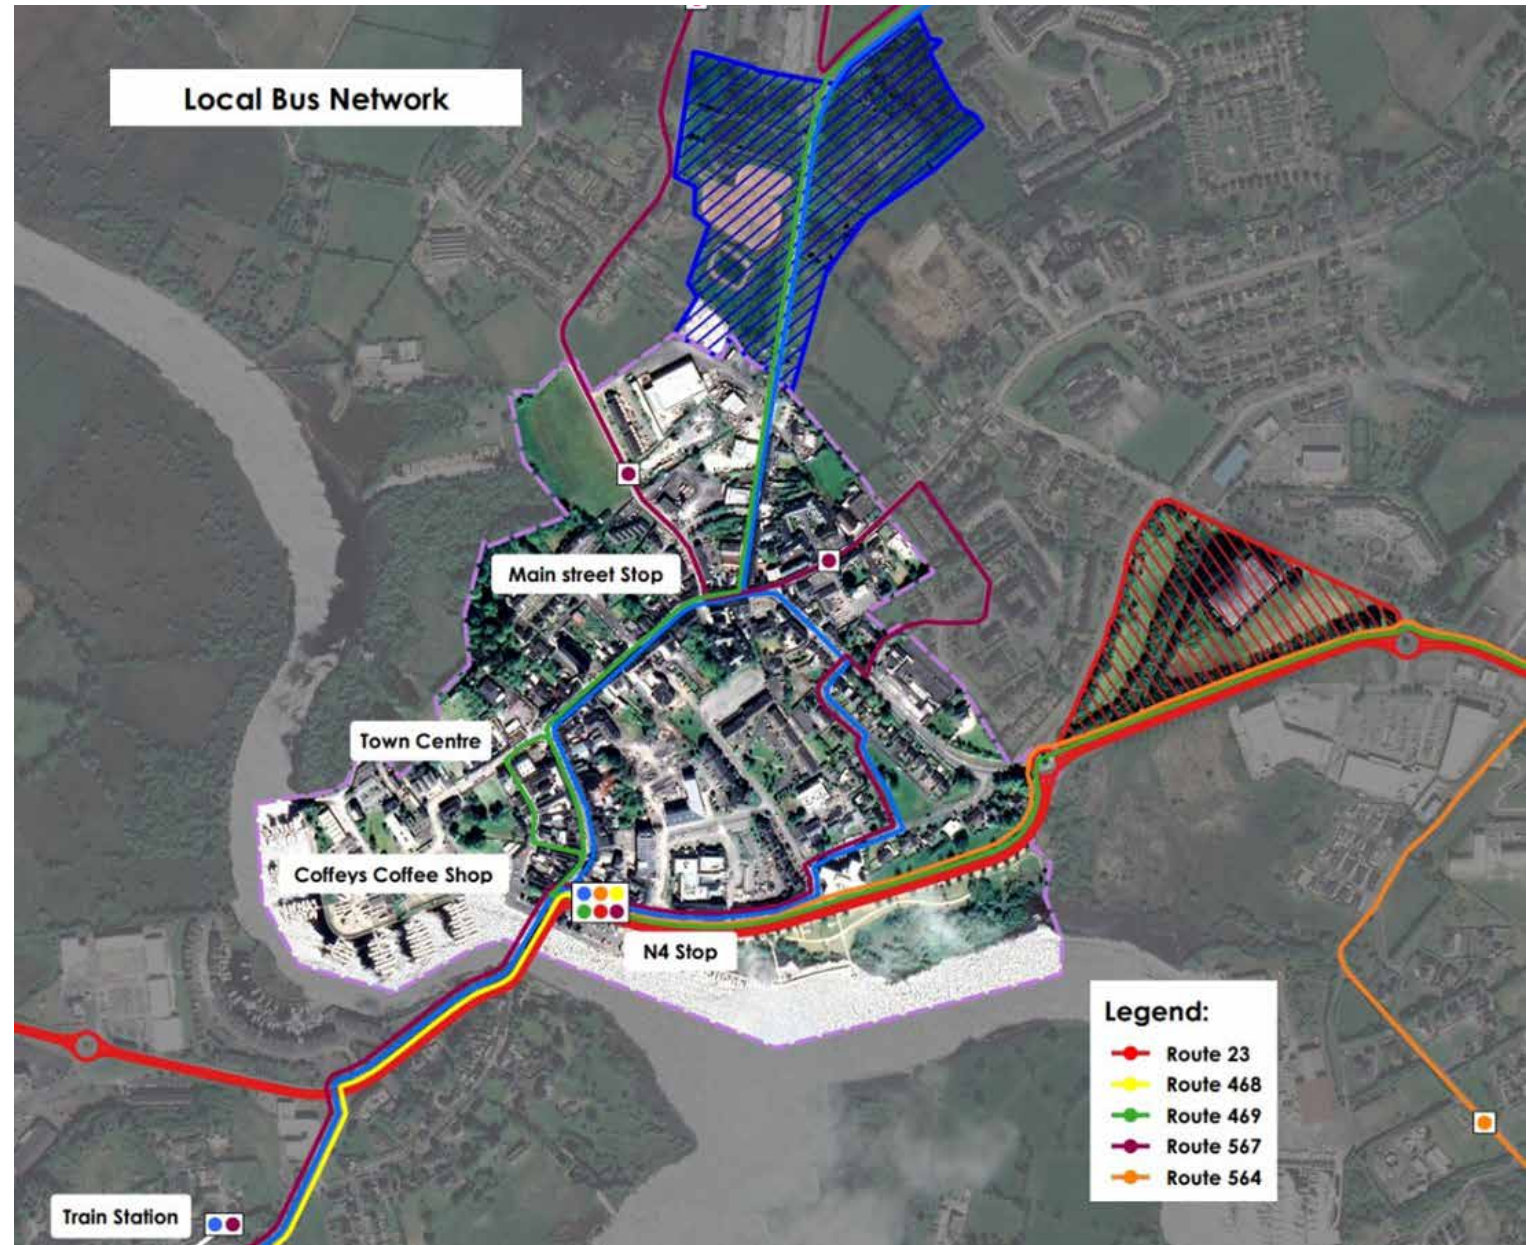 Local Bus Network
Main street Stop
Town Centre
Coffeys Coffee Shop
N4 Stop
Legend:
Route 23
Route 468
Route 469
Route 567
Route 564
Train Station